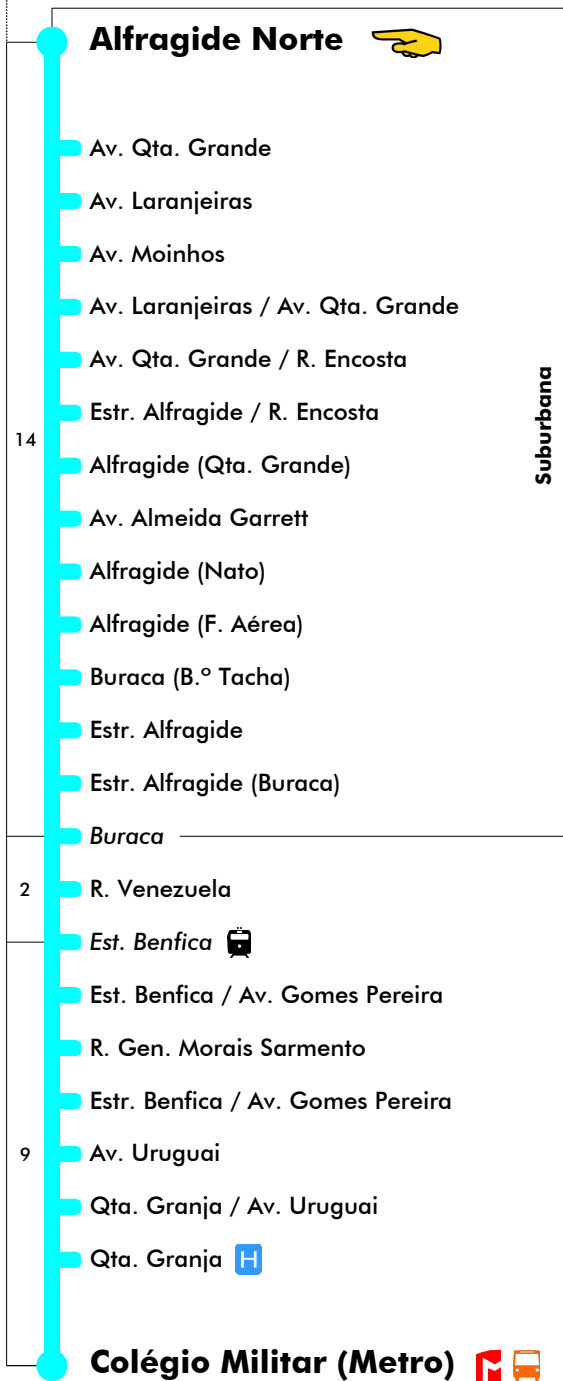 Alfragide Norte
Av. Qta. Grande
Av. Laranjeiras
Av. Moinhos
Av. Laranjeiras / Av. Qta. Grande
Av. Qta. Grande / R. Encosta
Suburbana
Estr. Alfragide / R. Encosta
14
Alfragide (Qta. Grande)
Av. Almeida Garrett
Alfragide (Nato)
Alfragide (F. Aérea)
Buraca (B.º Tacha)
Estr. Alfragide
Estr. Alfragide (Buraca)
Buraca
2 R. Venezuela
Est. Benfica
Est. Benfica / Av. Gomes Pereira
R. Gen. Morais Sarmento
Estr. Benfica / Av. Gomes Pereira
9 Av. Uruguai
Qta. Granja / Av. Uruguai
Qta. Granja H
Colégio Militar (Metro)